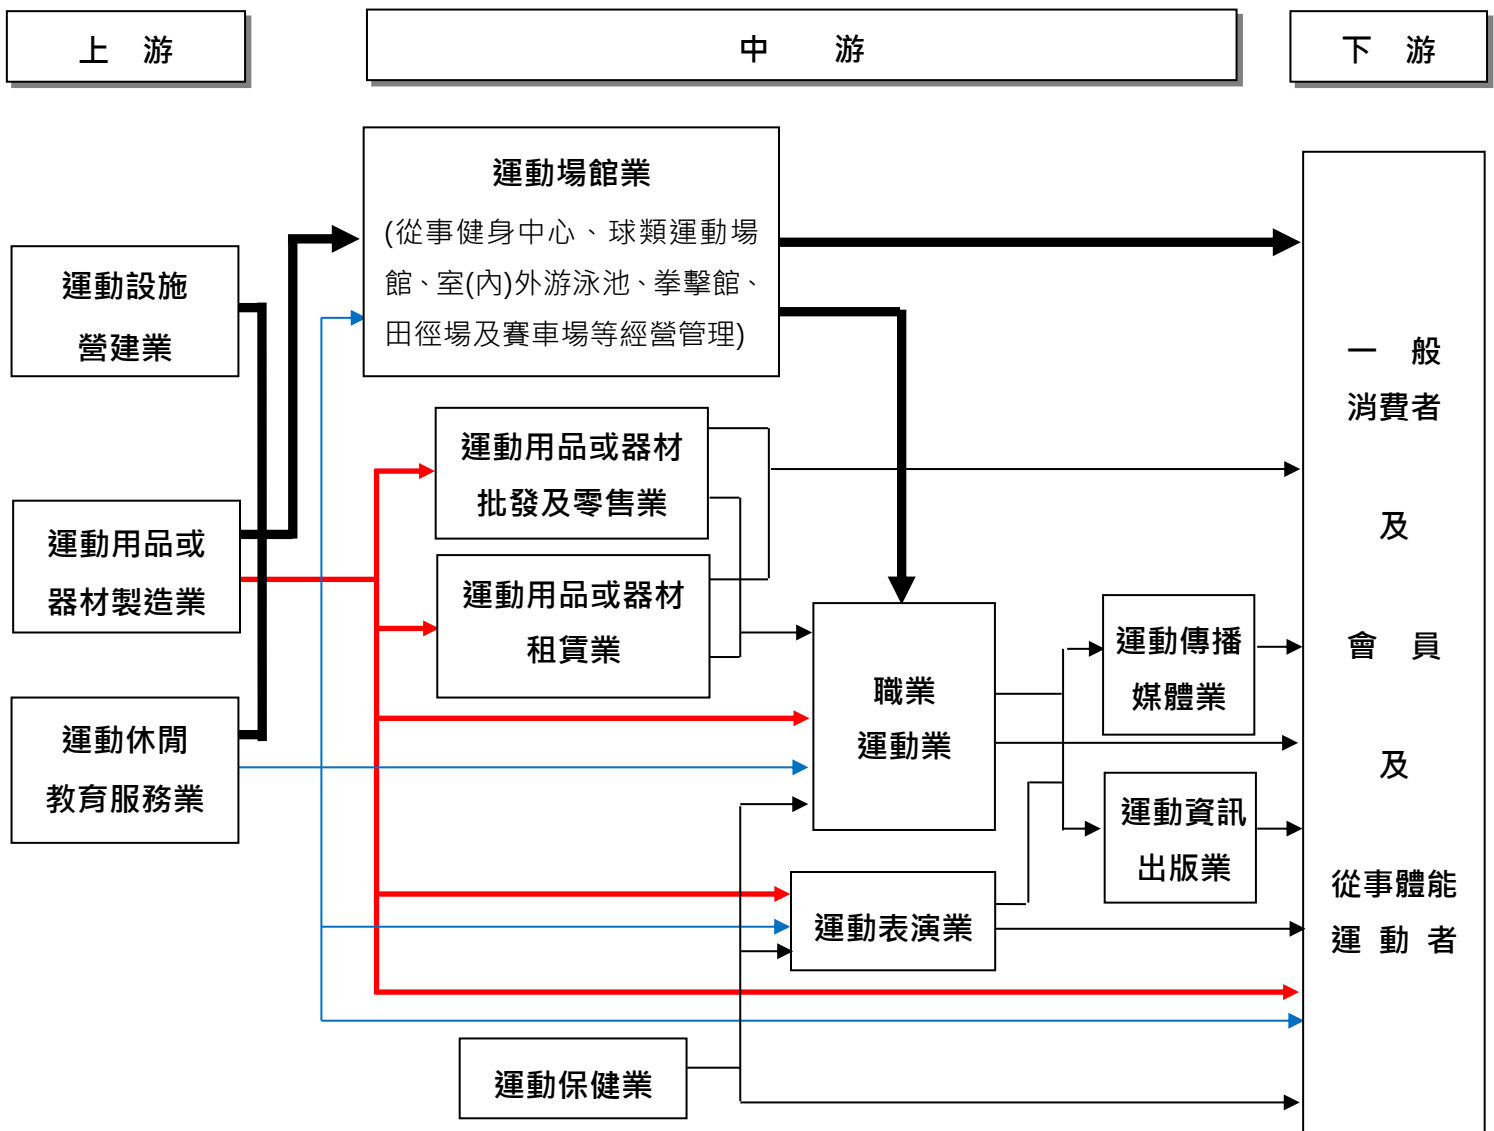 上 游
中 游
下 游
運動設施
營建業
運動用品或
器材製造業
運動休閒
教育服務業
運動場館業
(從事健身中心、球類運動場
館、室(內)外游泳池、拳擊館、
田徑場及賽車場等經營管理)
運動用品或器材
批發及零售業
運動用品或器材
租賃業
職業
運動業
運動表演業
運動保健業
運動傳播
媒體業
運動資訊
出版業
一 般
消費者
及
會 員
及
從事體能
運 動 者